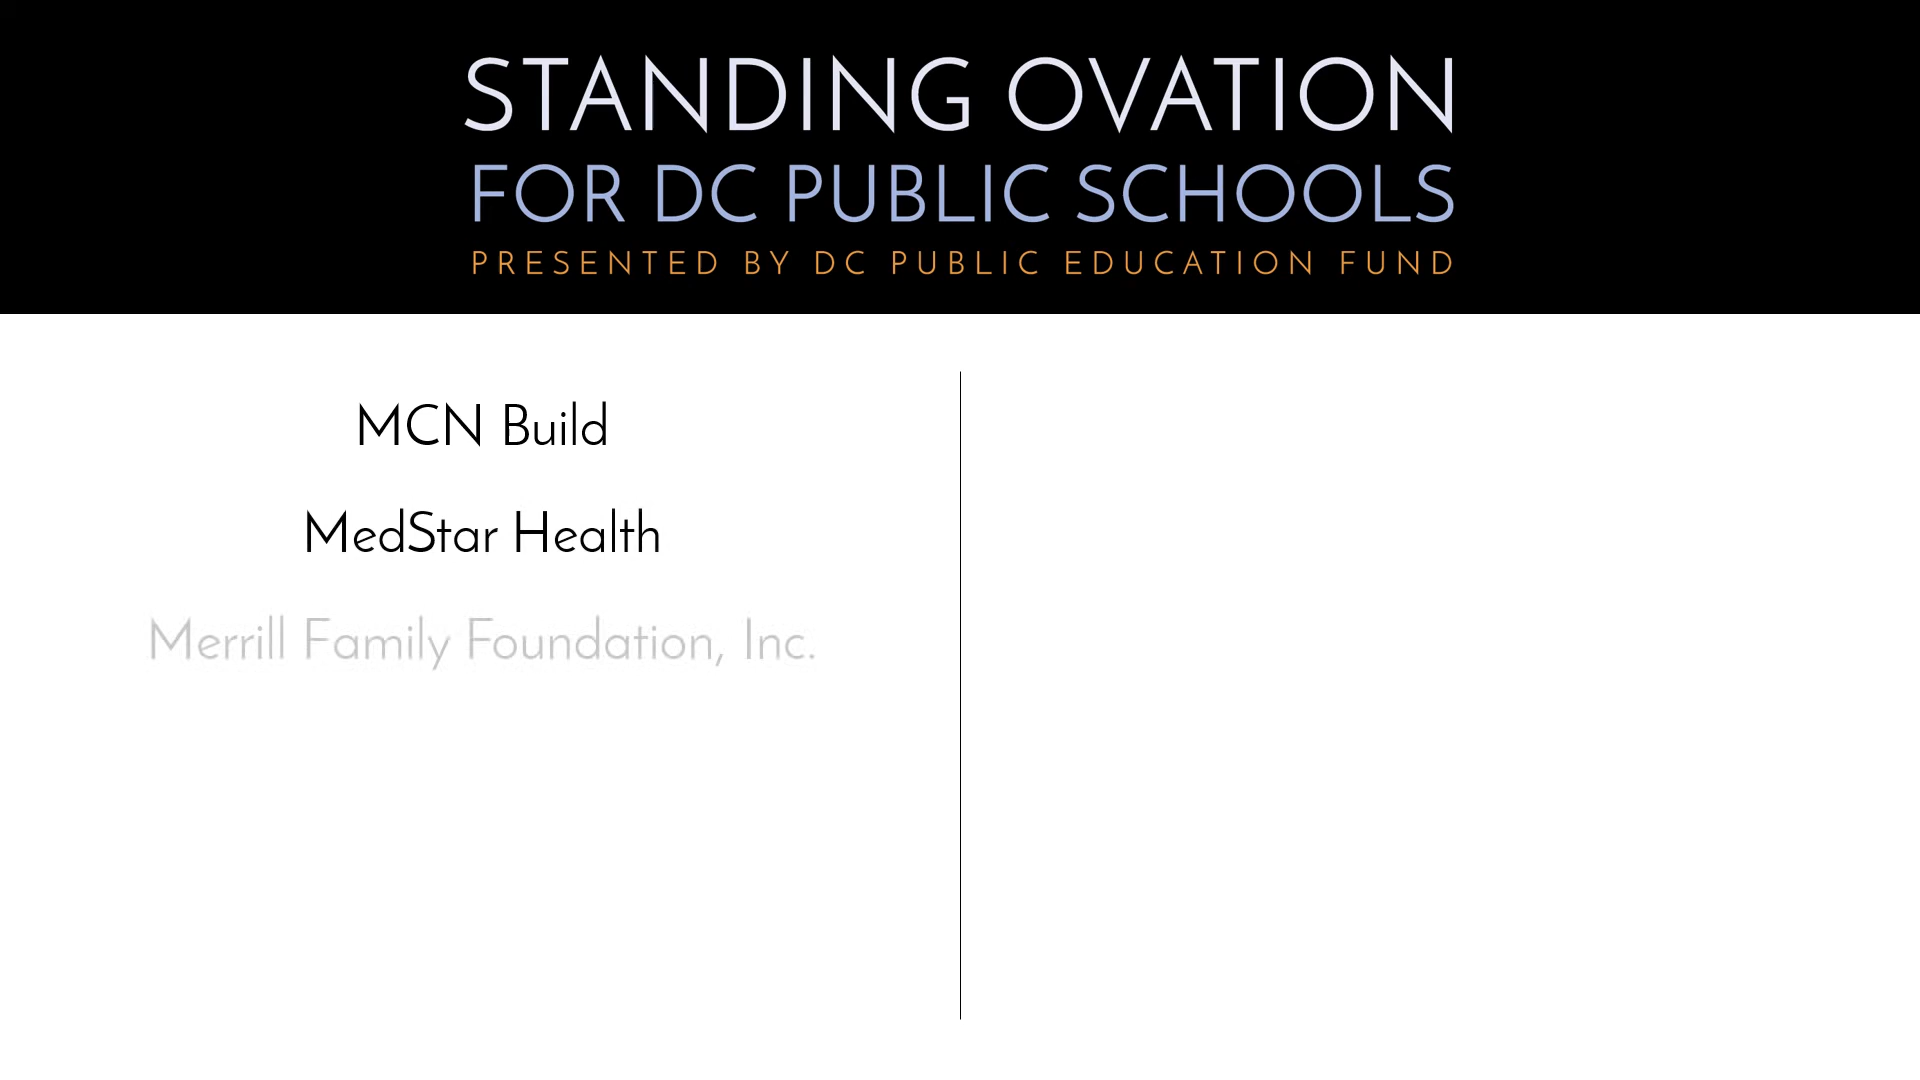 STANDING OVATION
FOR DC PUBLIC SCHOOLS
PRESENTED BY DC PUBLIC EDUCATION FUND
MCN Build
MedStar Health
Merrill Family Foundation, Inc.